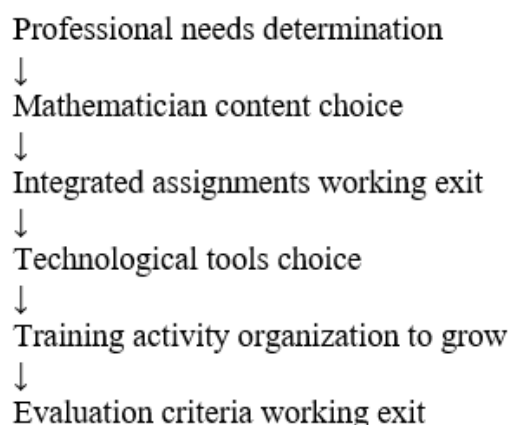 Professional needs determination
↓
Mathematician content choice
↓
Integrated assignments working exit
↓
Technological tools choice
↓
Training activity organization to grow
↓
Evaluation criteria working exit